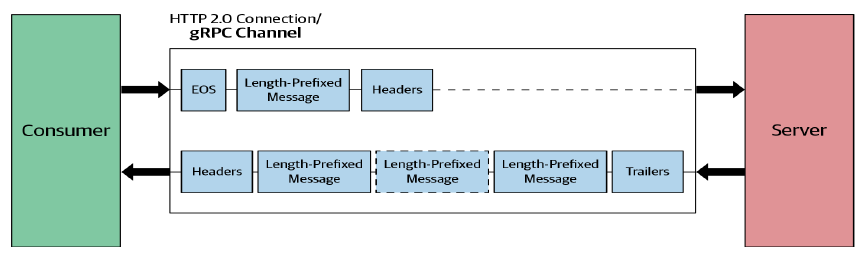 HTTP 2.0 Connection/
gRPC Channel
Consumer
EOS
Length-Prefixed
Message
Headers
Server
Headers
Length-Prefixed
Message
Length-Prefixed
Message
Length-Prefixed
Message
Trailers